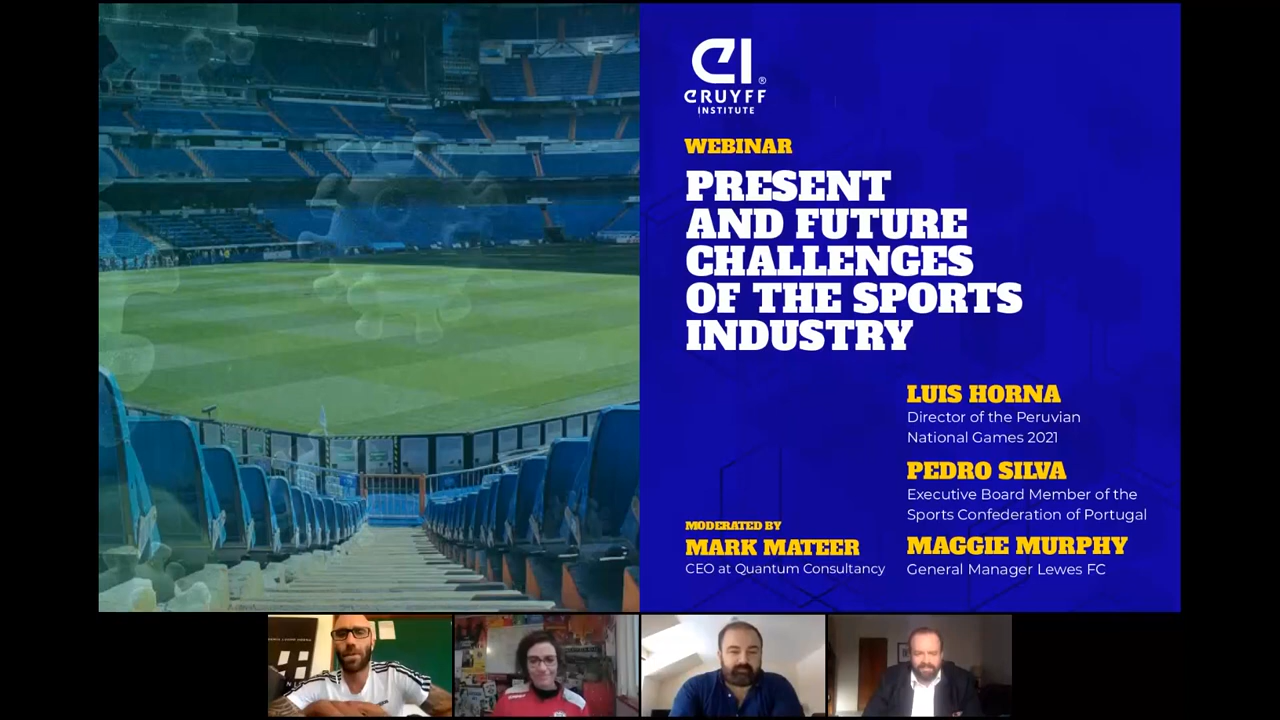 CRUYFF
INSTITUTE
WEBINAR
PRESENT
AND FUTURE
CHALLENGES
OF THE SPORTS
INDUSTRY
LUIS HORNA
Director of the Peruvian
National Games 2021
PEDRO SILVA
Executive Board Member of the
Sports Confederation of Portugal
MAGGIE MURPHY
General Manager Lewes FC
MODERATED BY
MARK MATEER
CEO at Quantum Consultancy